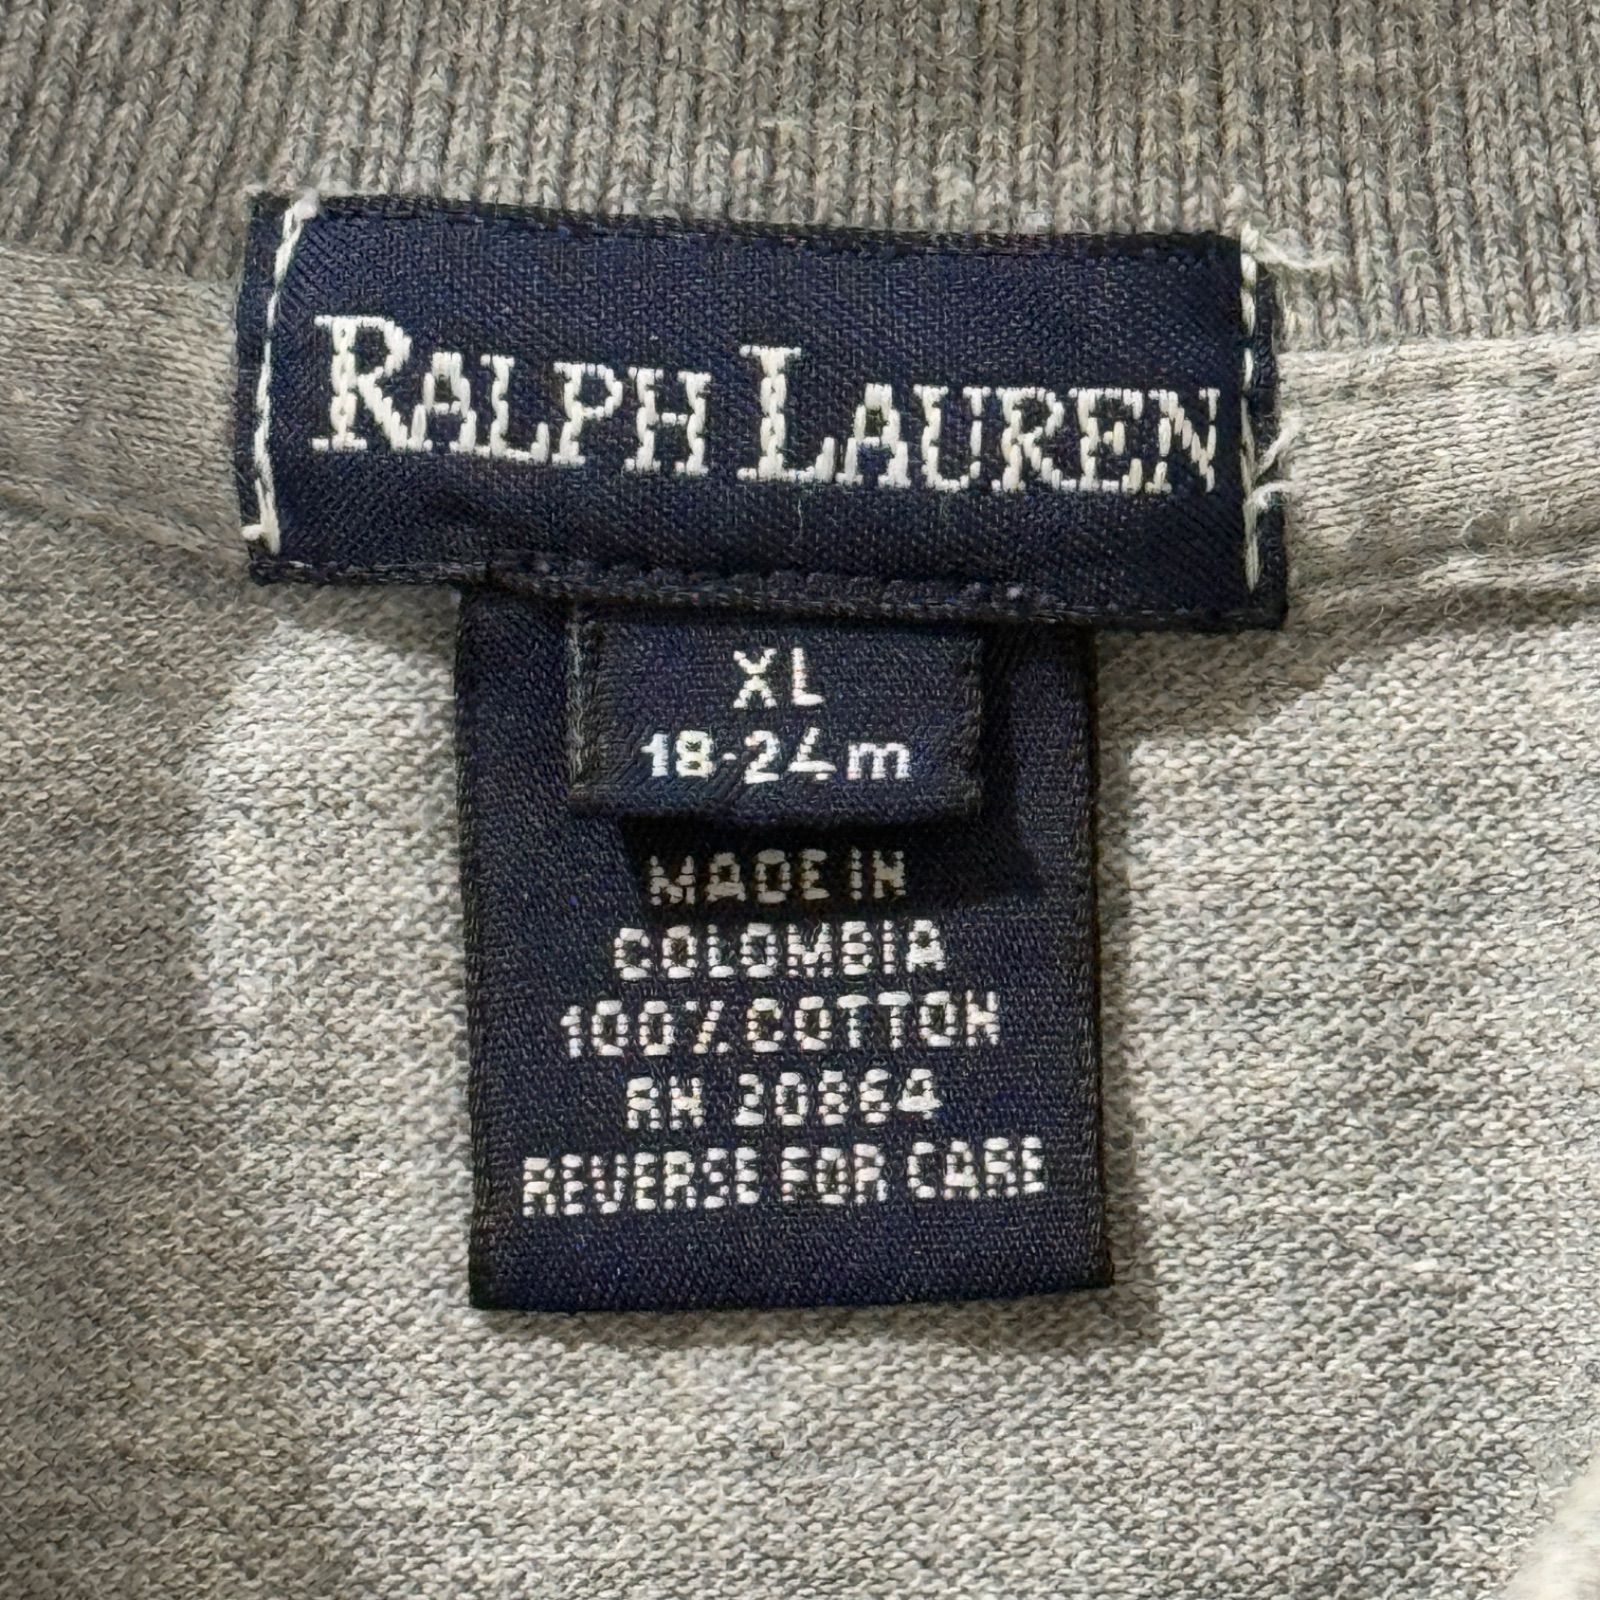 RALPH LAUREN
XL
18-24m
MADE IN
COLOMBIA
100% COTTON
RN 20864
REVERSE FOR CARE